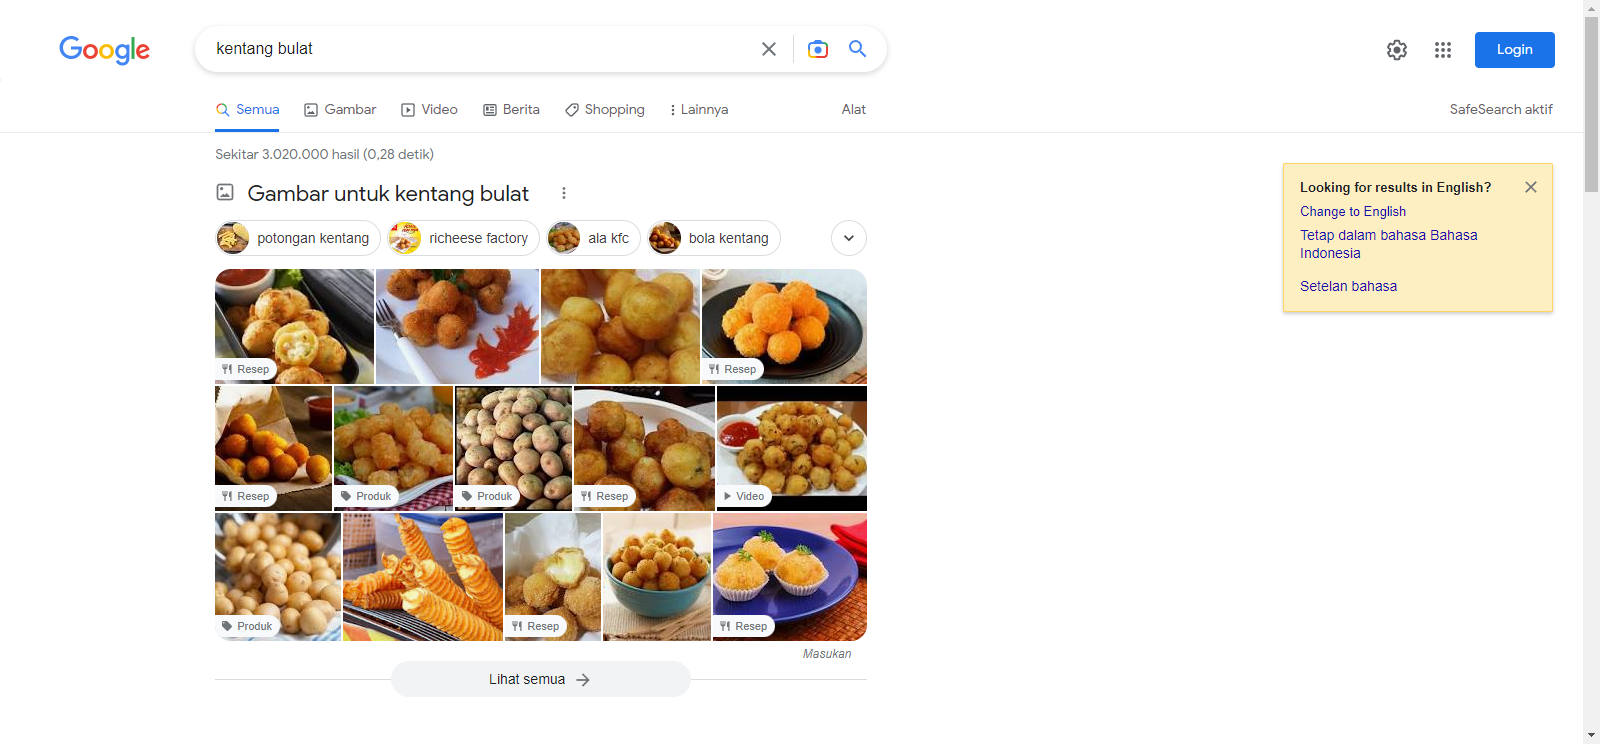 Google
kentang bulat
Login
Semua
Gambar
Video
Berita
Shopping
Lainnya
Alat
SafeSearch aktif
Sekitar 3.020.000 hasil (0,28 detik)
Gambar untuk kentang bulat
potongan kentang
richeese factory
ala kfc
bola kentang
Resep
Resep
Resep
Produk
Produk
Resep
Video
Produk
Resep
Resep
Masukan
Lihat semua
Looking for results in English?
Change to English
Tetap dalam bahasa Bahasa
Indonesia
Setelan bahasa